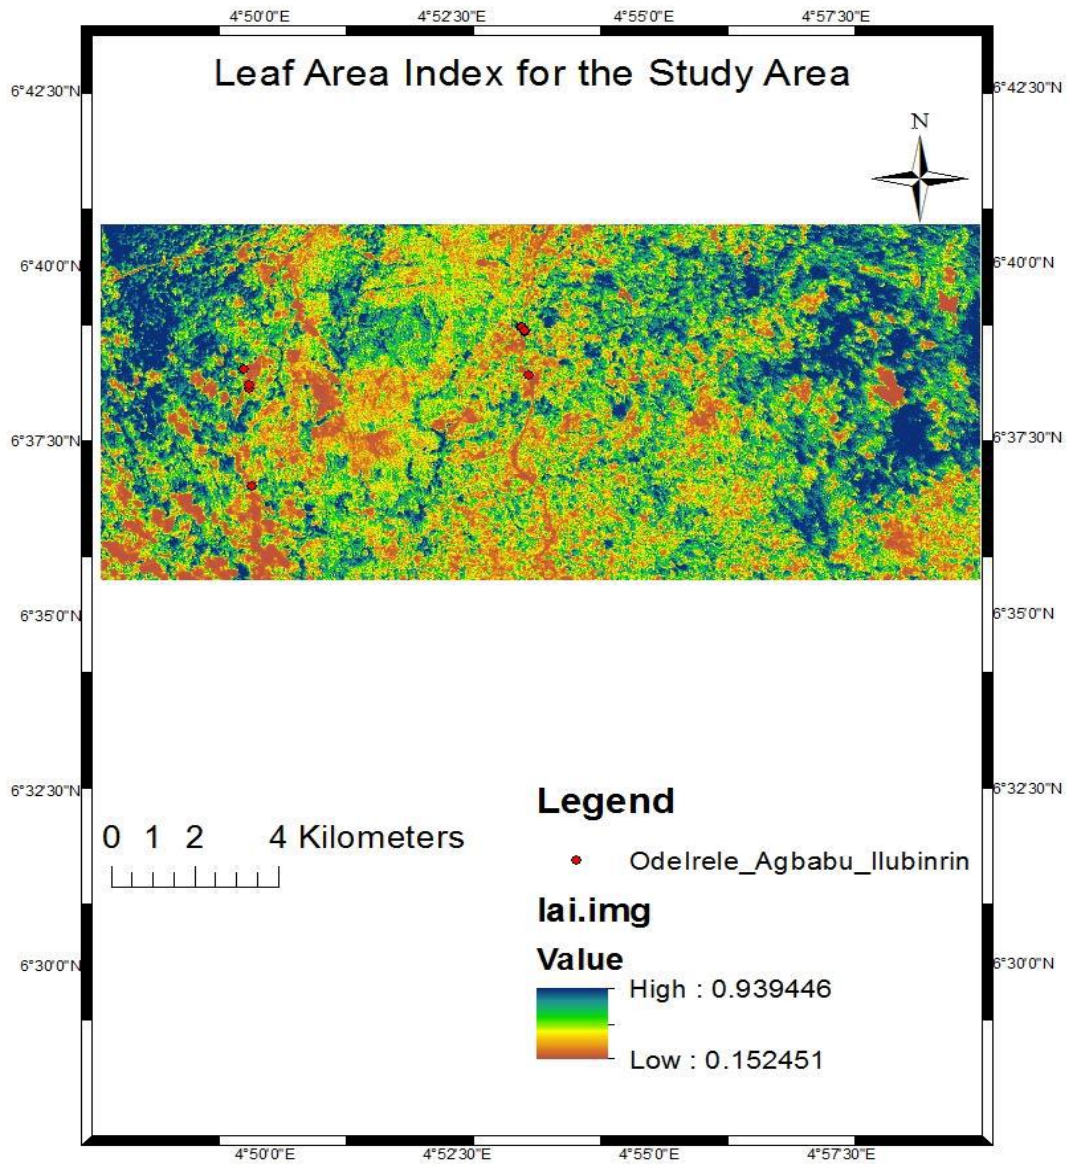 4°50'0"E 4°52'30"E 4°55'0"E 4°57'30"E
Leaf Area Index for the Study Area
6°42'30"N 6°42'30"N
N
6°40'0"N 6°40'0"N
6°37'30"N 6°37'30"N
6°35'0"N 6°35'0"N
6°32'30"N 6°32'30"N
Legend
0 1 2 4 Kilometers
OdeIrele_Agbabu_Ilubinrin
lai.img
Value
6°30'0"N 6°30'0"N
High : 0.939446
Low : 0.152451
4°50'0"E 4°52'30"E 4°55'0"E 4°57'30"E